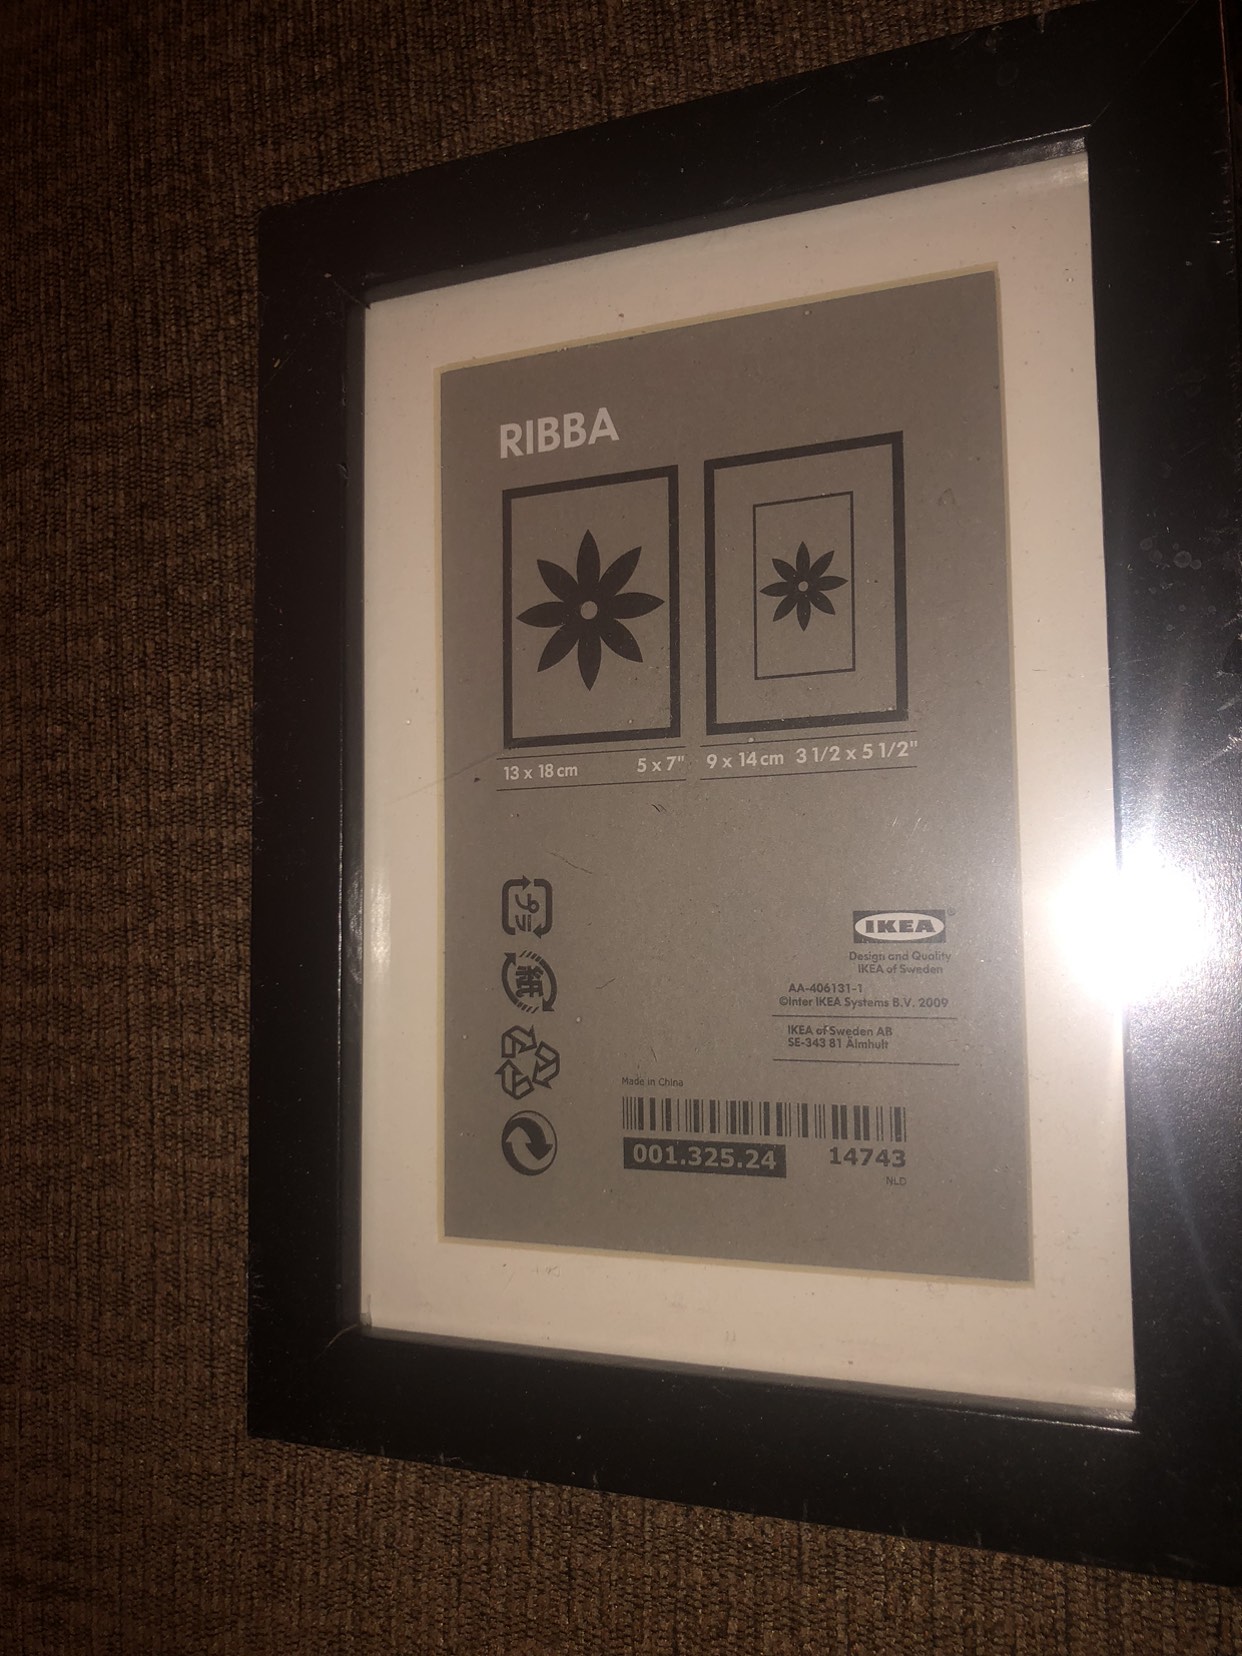 RIBBA
13 x 18 cm 5 x 7" 9 x 14 cm 3 1/2 x 5 1/2"
紙
IKEA®
Design and Quality
IKEA of Sweden
AA-406131-1
©Inter IKEA Systems B.V. 2009
IKEA of Sweden AB
SE-343 81 Älmhult
Made in China
001.325.24 14743
NLD